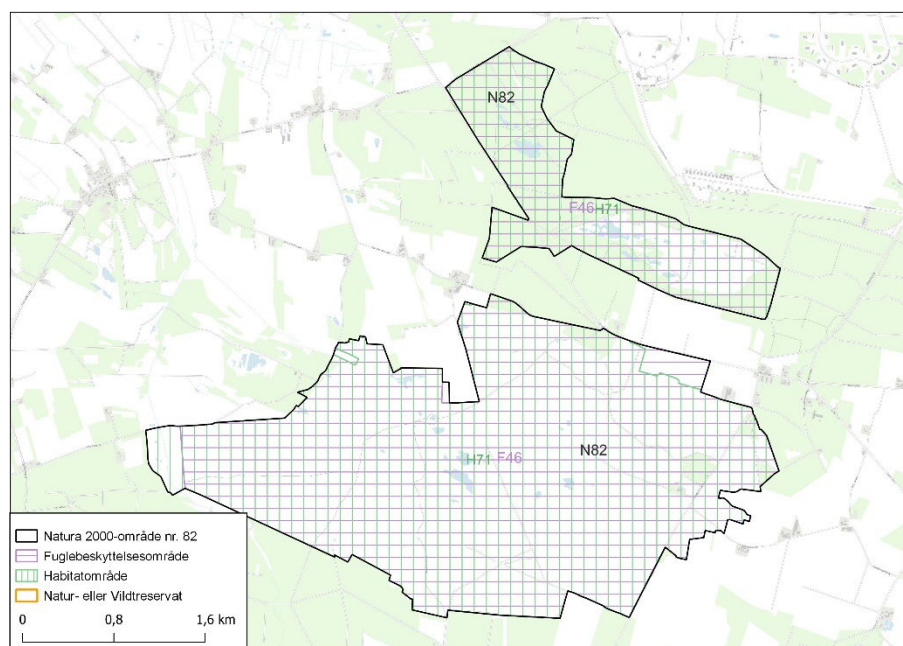 N82
F46
H71
H71
F46
N82
Natura 2000-område nr. 82
Fuglebeskyttelsesområde
Habitatområde
Natur- eller Vildtreservat
0 0,8 1,6 km